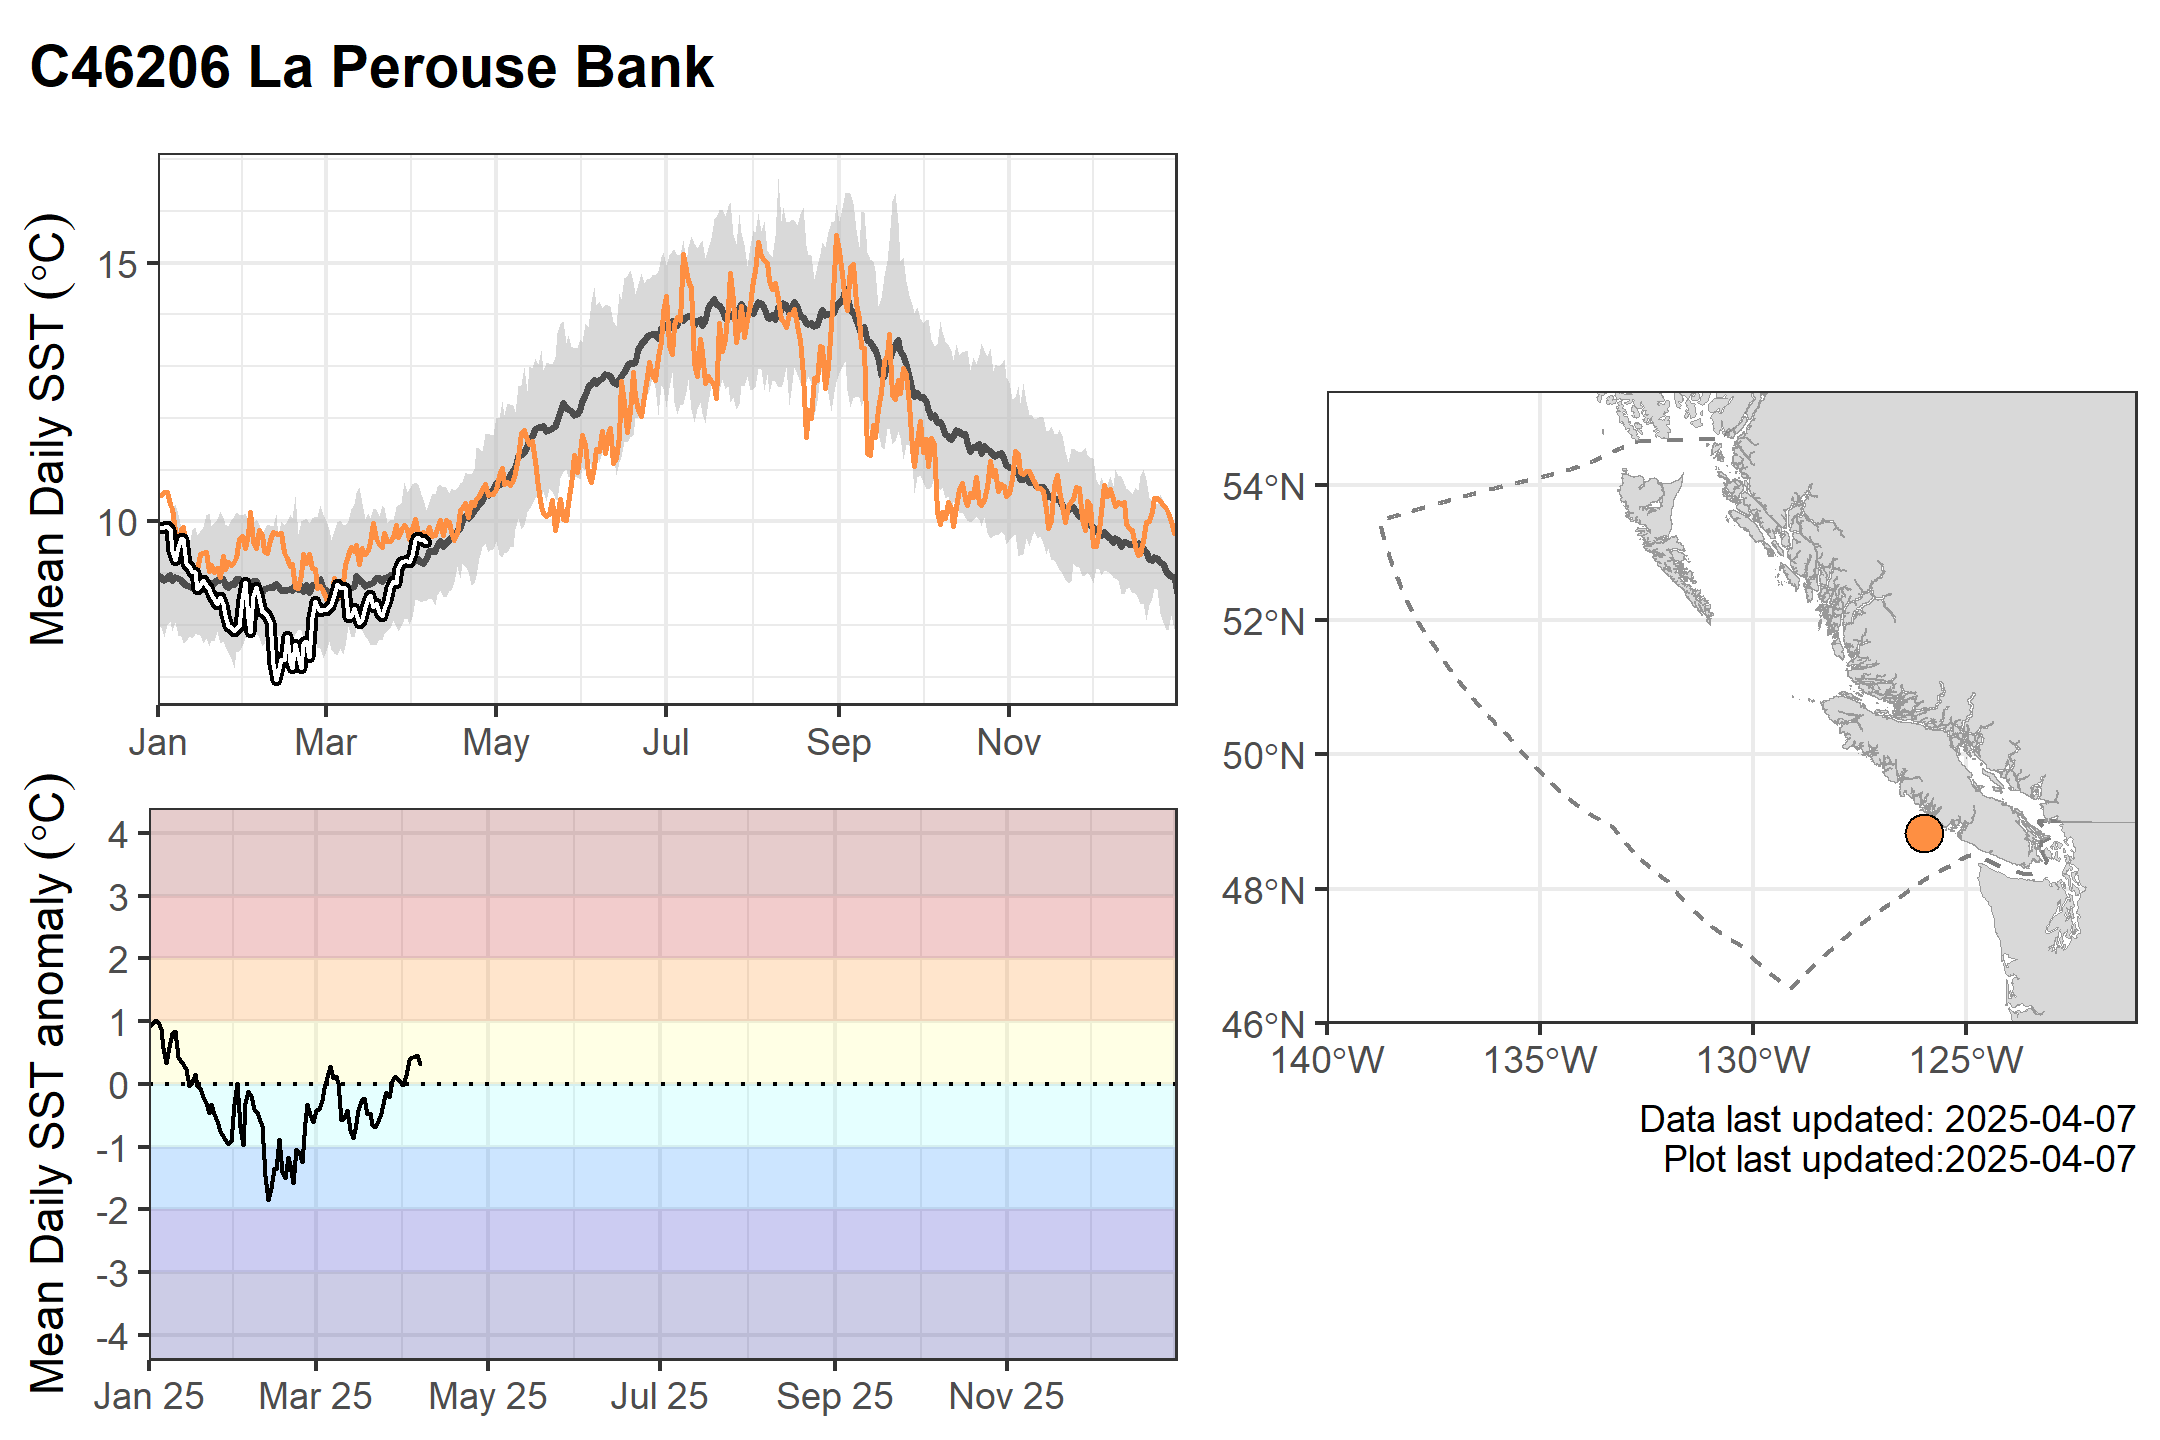 C46206 La Perouse Bank
Mean Daily SST (°C)
15
10
Jan Mar May Jul Sep Nov
Mean Daily SST anomaly (°C)
4
3
2
1
0
-1
-2
-3
-4
Jan 25 Mar 25 May 25 Jul 25 Sep 25 Nov 25
54°N
52°N
50°N
48°N
46°N
140°W 135°W 130°W 125°W
Data last updated: 2025-04-07
Plot last updated:2025-04-07